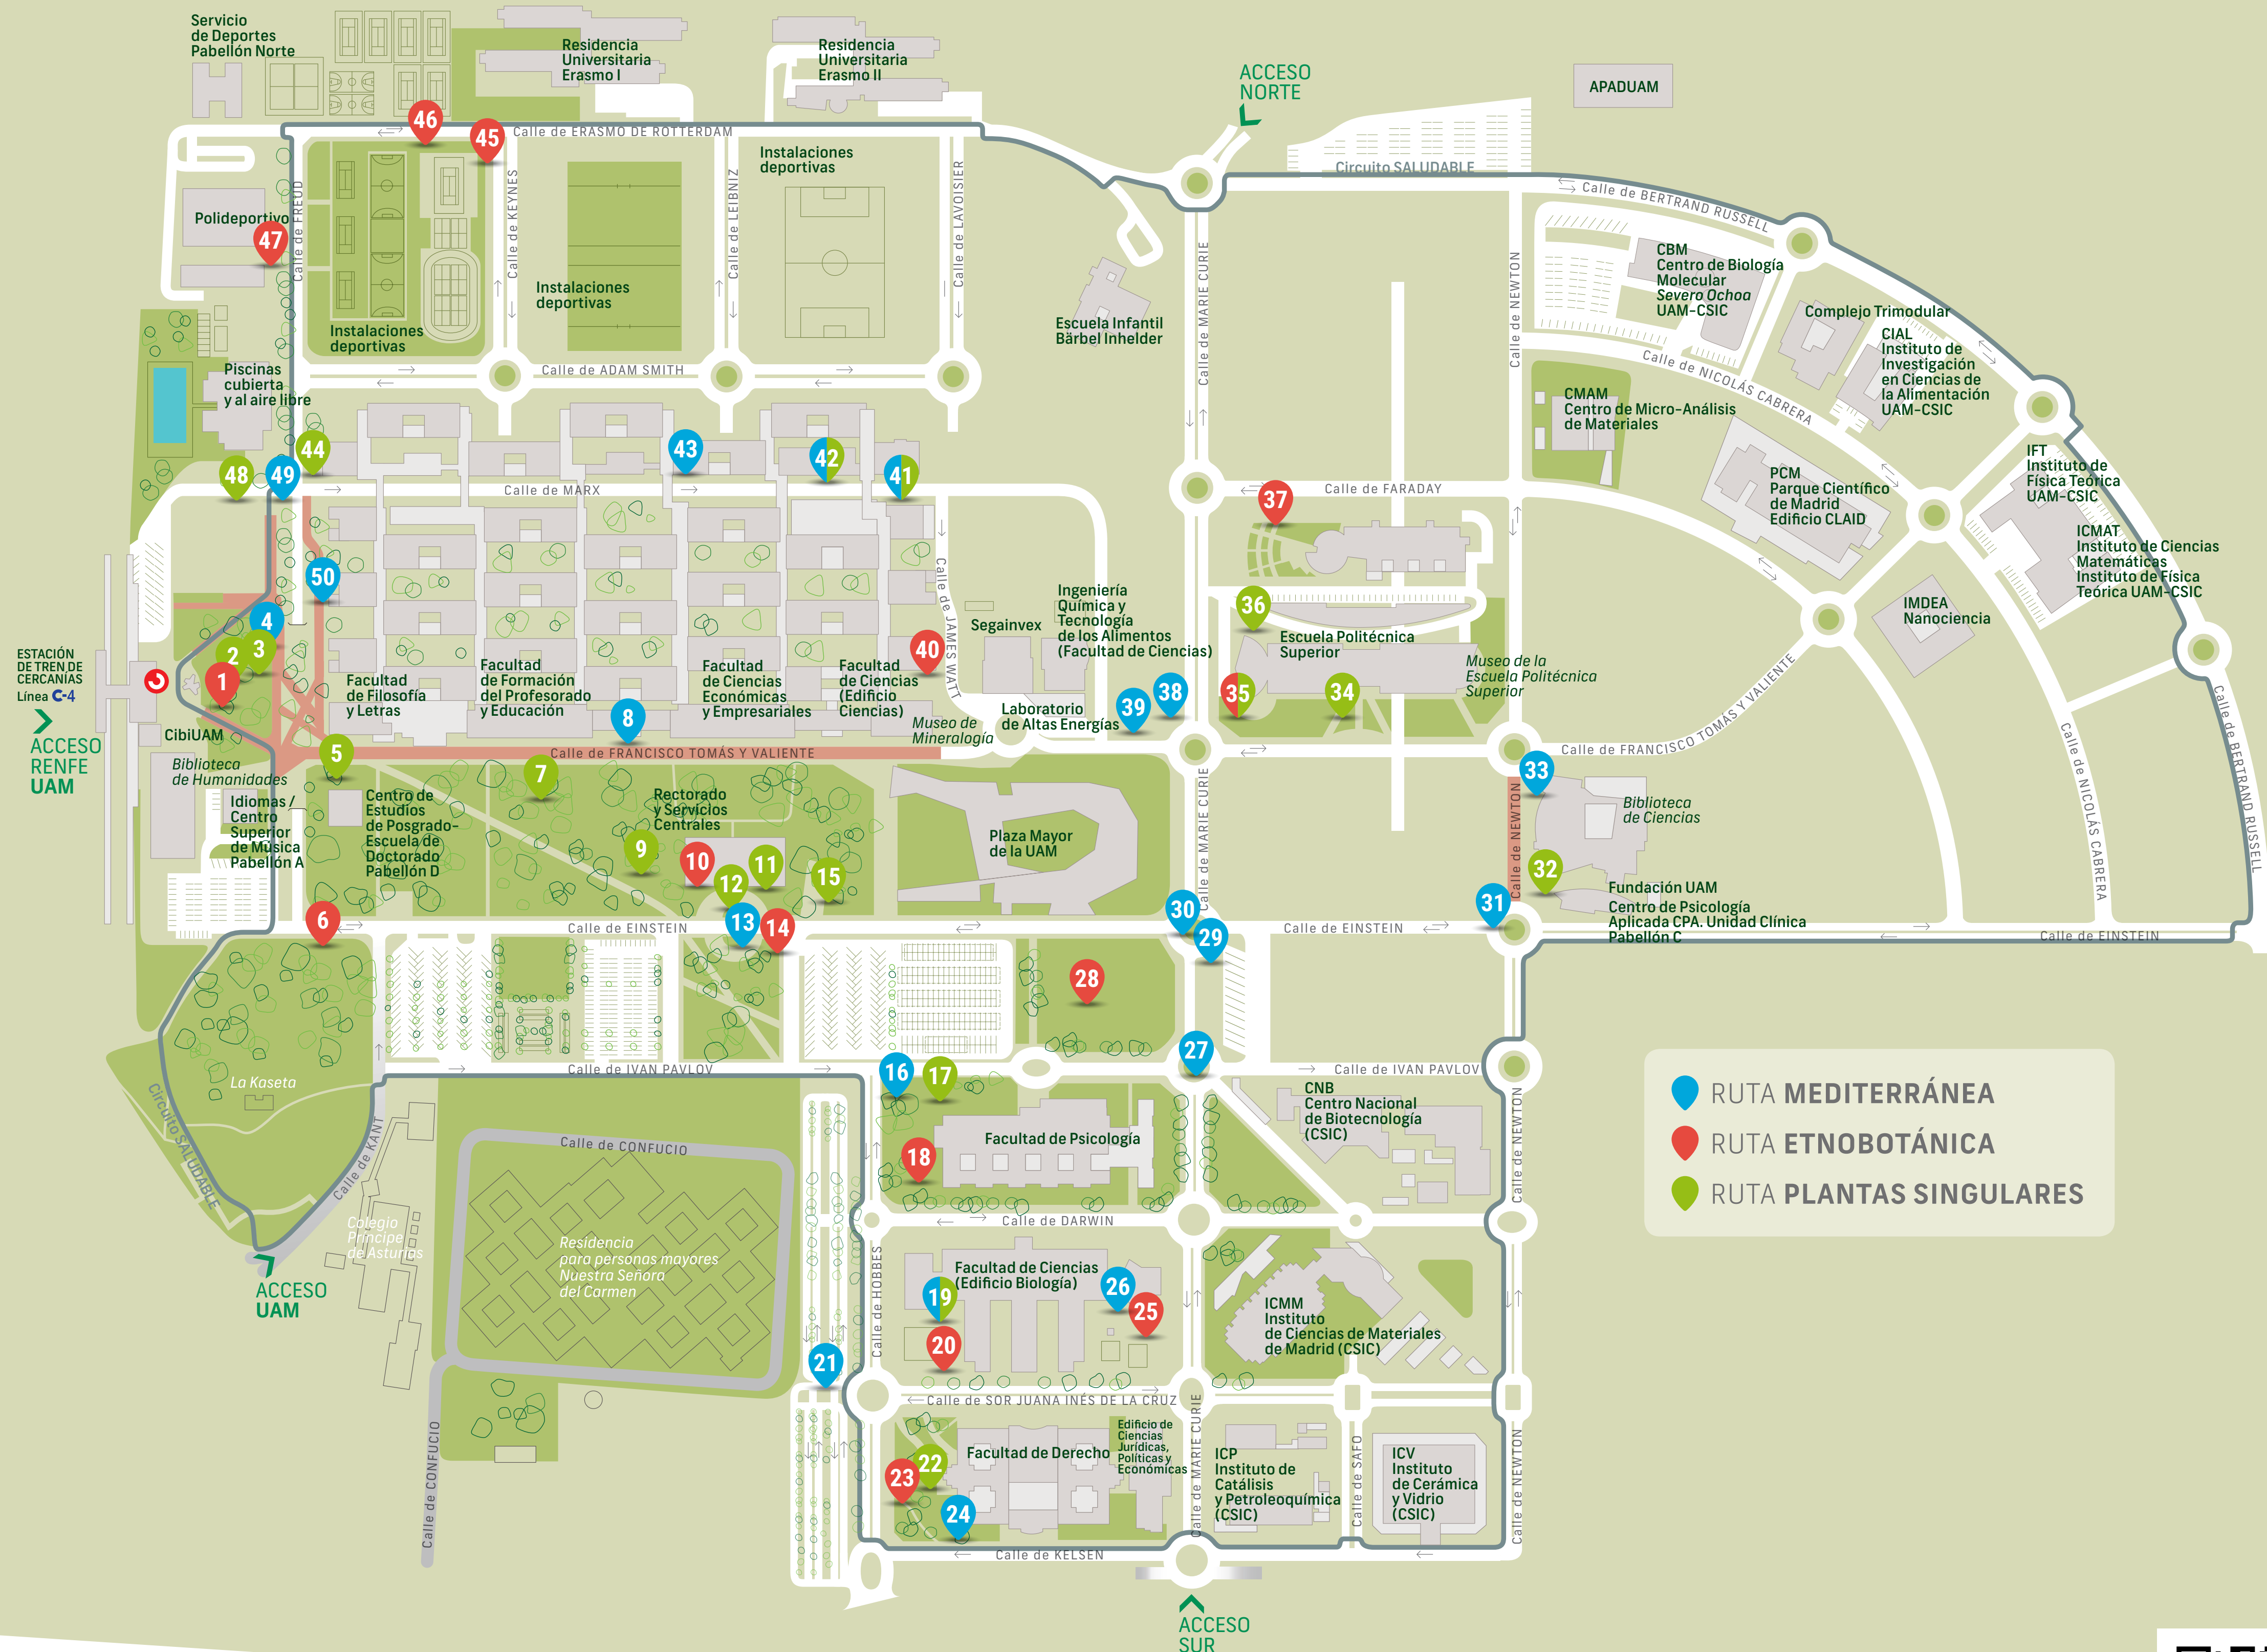 Servicio
de Deportes
Pabellón Norte
Residencia
Universitaria
Erasmo I
Residencia
Universitaria
Erasmo II
ACCESO
NORTE
APADUAM
46
45
Calle de ERASMO DE ROTTERDAM
Instalaciones
deportivas
Circuito SALUDABLE
Calle de BERTRAND RUSSELL
Polideportivo
47
Calle de FREUD
Calle de KEYNES
Calle de LEIBNIZ
Calle de LAVOISIER
Calle de MARIE CURIE
Calle de NEWTON
CBM
Centro de Biología
Molecular
Severo Ochoa
UAM-CSIC
Complejo Trimodular
CIAL
Instituto de
Investigación
en Ciencias de
la Alimentación
UAM-CSIC
Instalaciones
deportivas
Instalaciones
deportivas
Escuela Infantil
Bärbel Inhelder
Calle de NICOLÁS CABRERA
Piscinas
cubierta
y al aire libre
Calle de ADAM SMITH
CMAM
Centro de Micro-Análisis
de Materiales
44
43
42
41
48
49
Calle de MARX
37
Calle de FARADAY
PCM
Parque Científico
de Madrid
Edificio CLAID
IFT
Instituto de
Física Teórica
UAM-CSIC
ICMAT
Instituto de Ciencias
Matemáticas
Instituto de Física
Teórica UAM-CSIC
50
Calle de JAMES WATT
Ingeniería
Química y
Tecnología
de los Alimentos
(Facultad de Ciencias)
Segainvex
36
IMDEA
Nanociencia
4
3
2
1
ESTACIÓN
DE TREN DE
CERCANÍAS
Línea C-4
ACCESO
RENFE
UAM
CibiUAM
Facultad
de Filosofía
y Letras
Facultad
de Formación
del Profesorado
y Educación
8
Facultad
de Ciencias
Económicas
y Empresariales
Facultad
de Ciencias
(Edificio
Ciencias)
40
Museo de
Mineralogía
Laboratorio
de Altas Energías
39
38
35
34
Escuela Politécnica
Superior
Museo de la
Escuela Politécnica
Superior
Calle de FRANCISCO TOMÁS Y VALIENTE
Calle de FRANCISCO TOMÁS Y VALIENTE
Calle de NICOLÁS CABRERA
Calle de BERTRAND RUSSELL
Biblioteca
de Humanidades
5
7
Idiomas /
Centro
Superior
de Música
Pabellón A
Centro de
Estudios
de Posgrado-
Escuela de
Doctorado
Pabellón D
Rectorado
y Servicios
Centrales
9
10
11
12
15
Plaza Mayor
de la UAM
Calle de MARIE CURIE
33
Calle de NEWTON
Biblioteca
de Ciencias
32
Fundación UAM
Centro de Psicología
Aplicada CPA. Unidad Clínica
Pabellón C
6
Calle de EINSTEIN
13
14
30
29
Calle de EINSTEIN
31
Calle de EINSTEIN
28
27
La Kaseta
Circuito SALUDABLE
Calle de KANT
Calle de IVAN PAVLOV
16
17
Calle de IVAN PAVLOV
CNB
Centro Nacional
de Biotecnología
(CSIC)
Calle de NEWTON
RUTA MEDITERRÁNEA
RUTA ETNOBOTÁNICA
RUTA PLANTAS SINGULARES
Calle de CONFUCIO
Facultad de Psicología
18
Colegio
Príncipe
de Asturias
Residencia
para personas mayores
Nuestra Señora
del Carmen
Calle de DARWIN
ACCESO
UAM
Calle de HOBBES
Facultad de Ciencias
(Edificio Biología)
19
20
26
25
ICMM
Instituto
de Ciencias de Materiales
de Madrid (CSIC)
21
Calle de SOR JUANA INÉS DE LA CRUZ
Calle de CONFUCIO
22
23
24
Facultad de Derecho
Edificio de
Ciencias
Jurídicas,
Políticas y
Económicas
Calle de MARIE CURIE
ICP
Instituto de
Catálisis
y Petroleoquímica
(CSIC)
Calle de SAFO
ICV
Instituto
de Cerámica
y Vidrio
(CSIC)
Calle de NEWTON
Calle de KELSEN
ACCESO
SUR